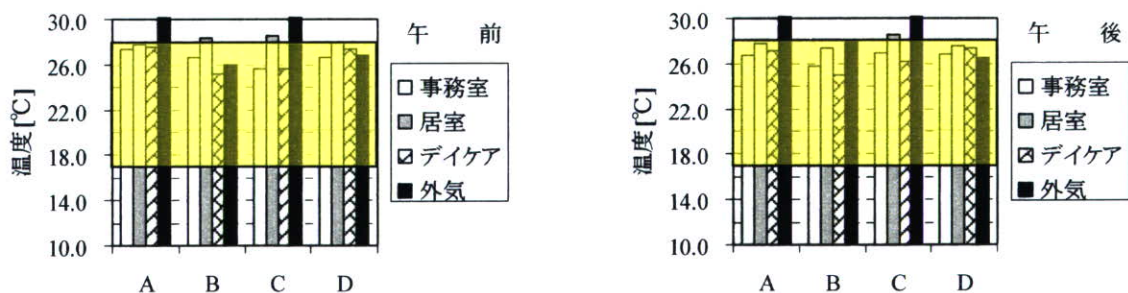 午 前
温度[℃]
30.0
26.0
22.0
18.0
14.0
10.0
A B C D
事務室
居室
デイケア
外気
午 後
温度[℃]
30.0
26.0
22.0
18.0
14.0
10.0
A B C D
事務室
居室
デイケア
外気